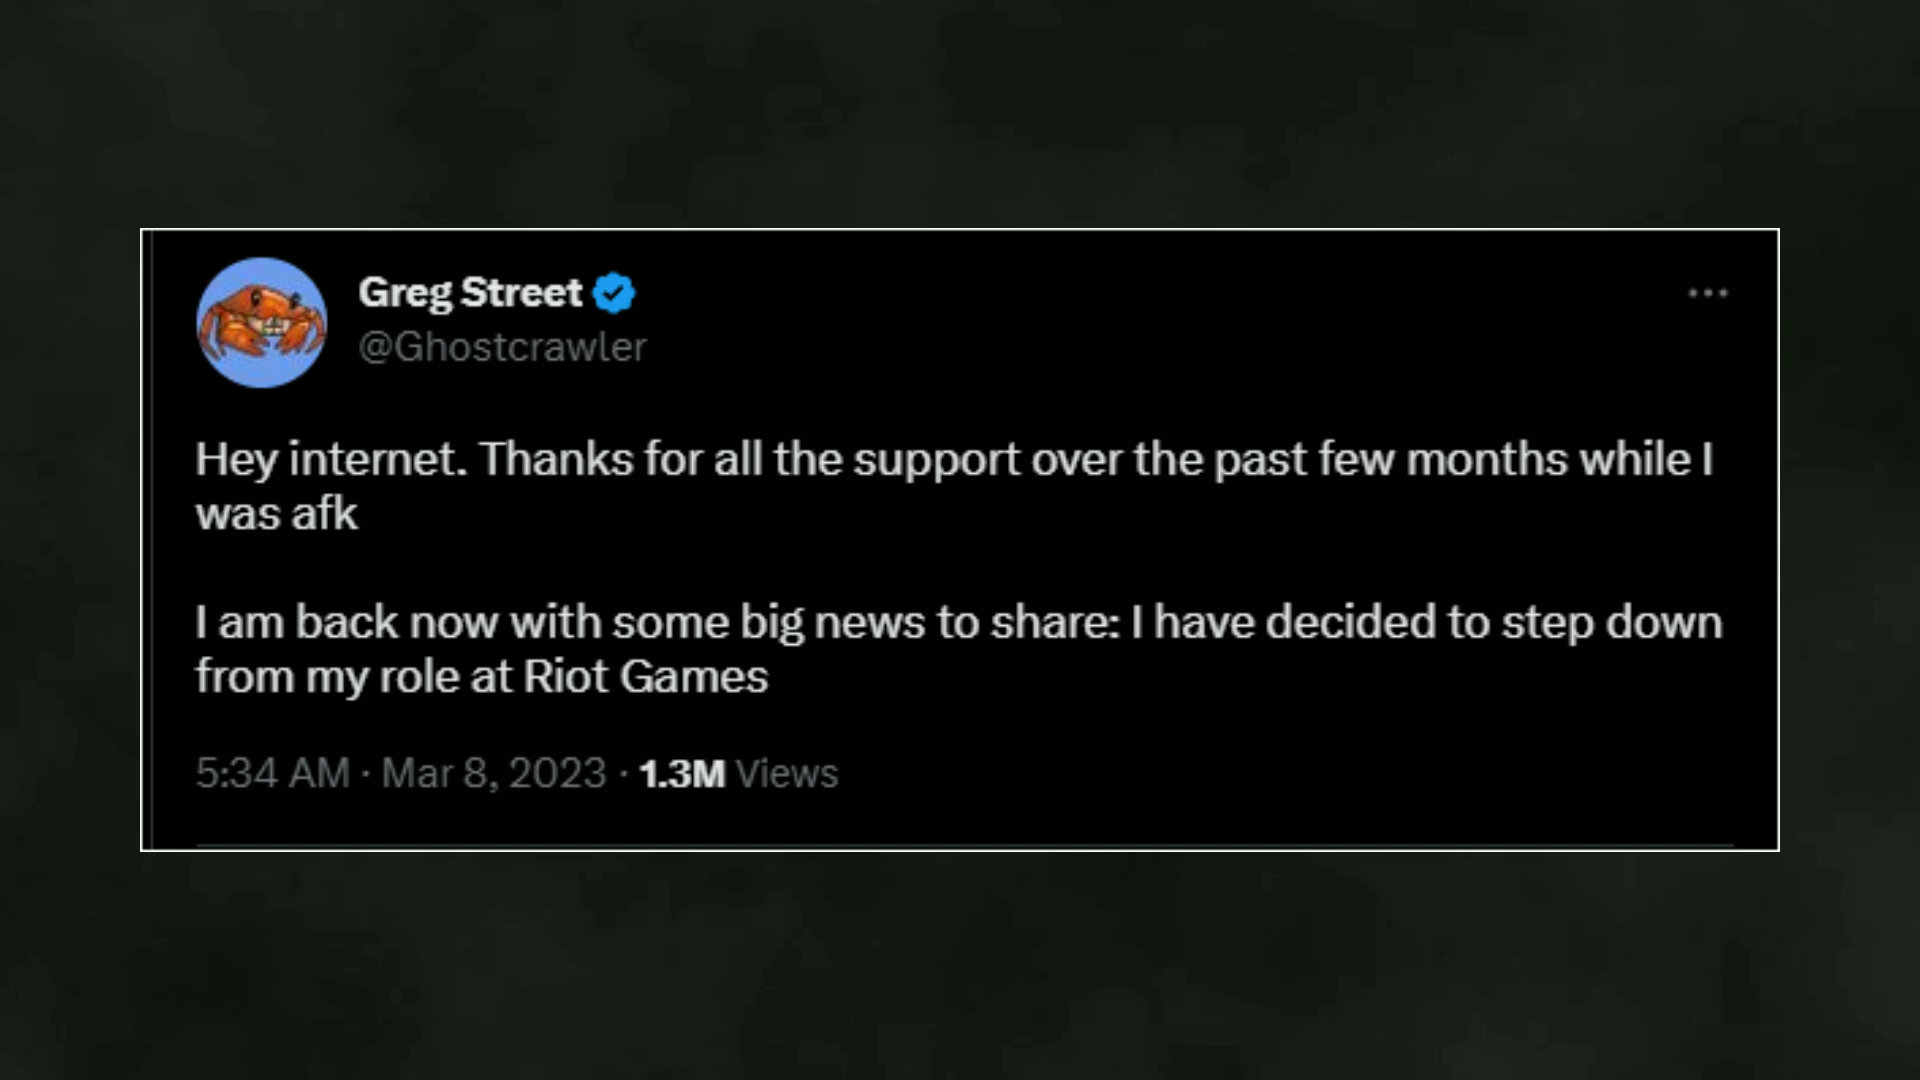 Greg Street
@Ghostcrawler
Hey internet. Thanks for all the support over the past few months while I
was afk
I am back now with some big news to share: I have decided to step down
from my role at Riot Games
5:34 AM · Mar 8, 2023 · 1.3M Views